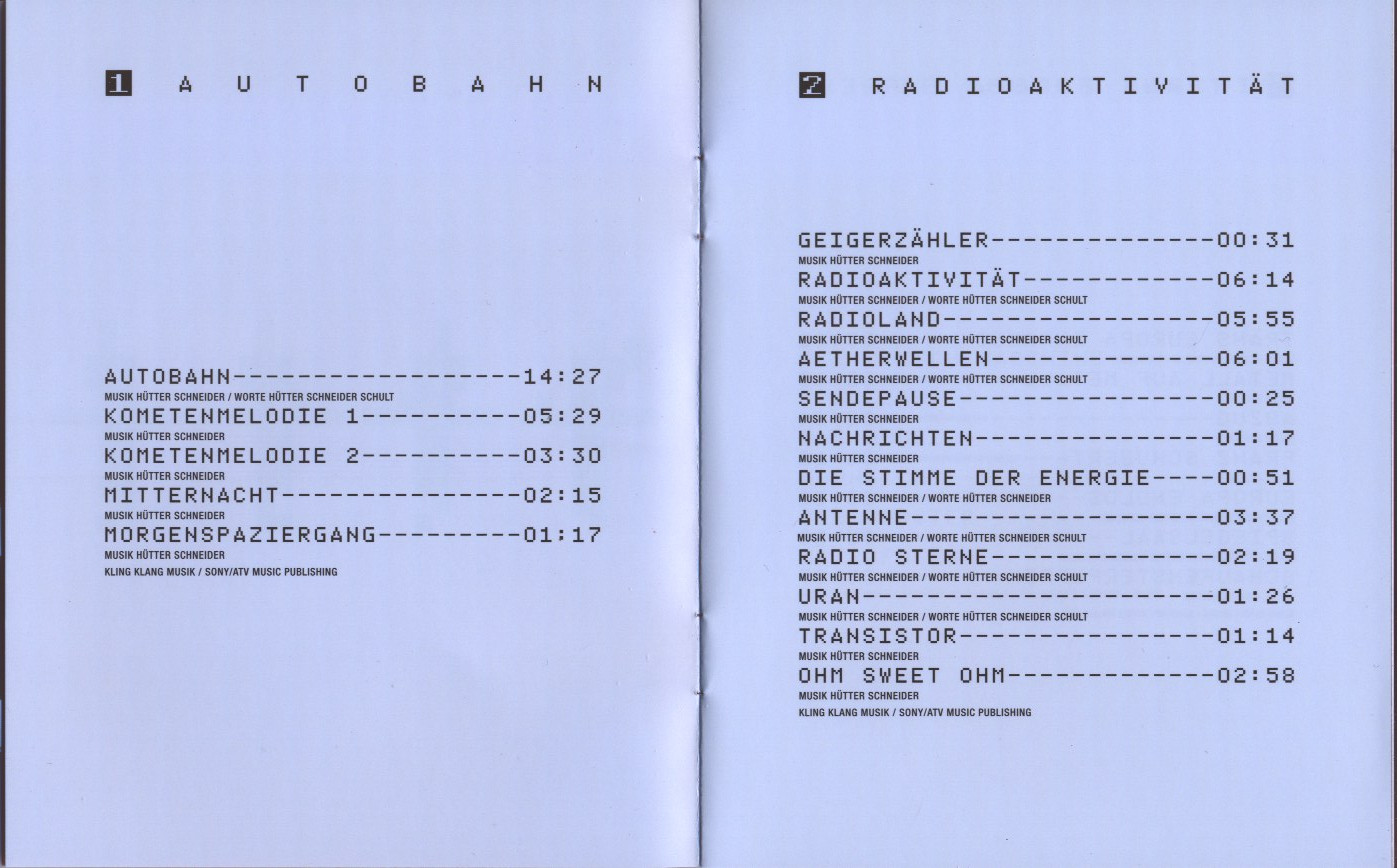 1 AUTOBAHN
AUTOBAHN------------------14:27
MUSIK HÜTTER SCHNEIDER / WORTE HÜTTER SCHNEIDER SCHULT
KOMETENMELODIE 1----------05:29
MUSIK HÜTTER SCHNEIDER
KOMETENMELODIE 2----------03:30
MUSIK HÜTTER SCHNEIDER
MITTERNACHT---------------02:15
MUSIK HÜTTER SCHNEIDER
MORGENSPAZIERGANG---------01:17
MUSIK HÜTTER SCHNEIDER
KLING KLANG MUSIK / SONY/ATV MUSIC PUBLISHING
2 RADIOAKTIVITÄT
GEIGERZÄHLER--------------00:31
MUSIK HÜTTER SCHNEIDER
RADIOAKTIVITÄT------------06:14
MUSIK HÜTTER SCHNEIDER / WORTE HÜTTER SCHNEIDER SCHULT
RADIOLAND-----------------05:55
MUSIK HÜTTER SCHNEIDER / WORTE HÜTTER SCHNEIDER SCHULT
AETHERWELLEN--------------06:01
MUSIK HÜTTER SCHNEIDER / WORTE HÜTTER SCHNEIDER SCHULT
SENDEPAUSE----------------00:25
MUSIK HÜTTER SCHNEIDER
NACHRICHTEN---------------01:17
MUSIK HÜTTER SCHNEIDER
DIE STIMME DER ENERGIE----00:51
MUSIK HÜTTER SCHNEIDER / WORTE HÜTTER SCHNEIDER
ANTENNE-------------------03:37
MUSIK HÜTTER SCHNEIDER / WORTE HÜTTER SCHNEIDER SCHULT
RADIO STERNE--------------02:19
MUSIK HÜTTER SCHNEIDER / WORTE HÜTTER SCHNEIDER SCHULT
URAN----------------------01:26
MUSIK HÜTTER SCHNEIDER / WORTE HÜTTER SCHNEIDER SCHULT
TRANSISTOR----------------01:14
MUSIK HÜTTER SCHNEIDER
OHM SWEET OHM-------------02:58
MUSIK HÜTTER SCHNEIDER
KLING KLANG MUSIK / SONY/ATV MUSIC PUBLISHING